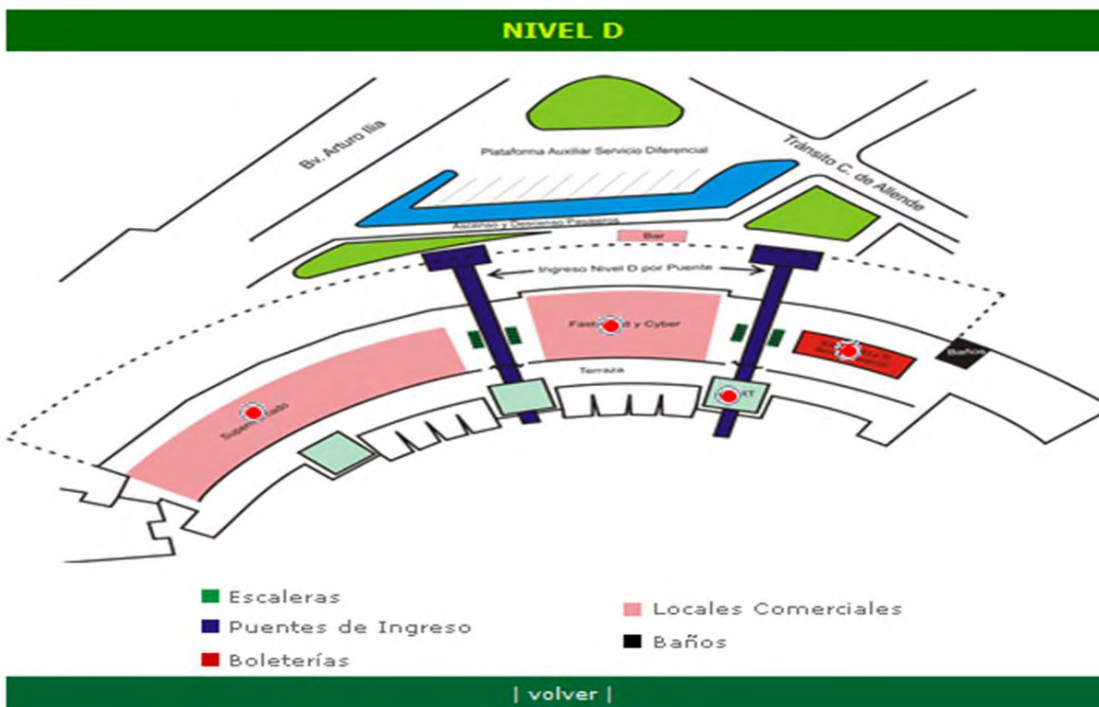 NIVEL D
Bv. Arturo Illia
Plataforma Auxiliar Servicio Diferencial
Tránsito C. de Allende
Ascenso y Descenso Pasajeros
Bar
Ingreso Nivel D por Puente
y Cyber
Baños
Terraza
Escaleras
Puentes de Ingreso
Boleterías
Locales Comerciales
Baños
| volver |